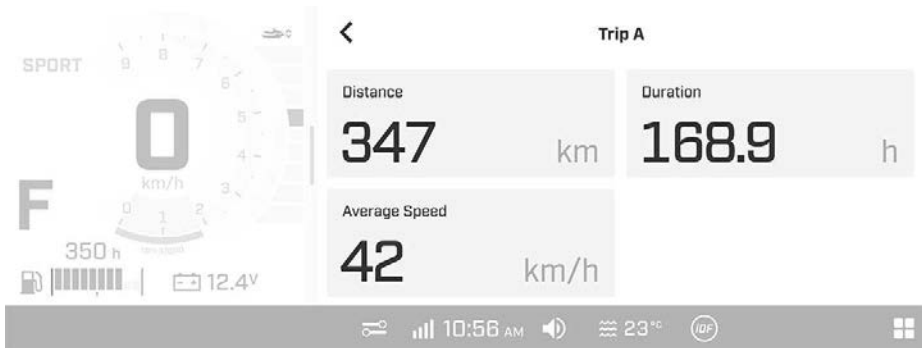 Trip A
SPORT
9 8 7
6
5
4
3
0 1 2
0
km/h
F
350 h
12.4V
Distance
347 km
Duration
168.9 h
Average Speed
42 km/h
10:56 AM
23°C
iDF